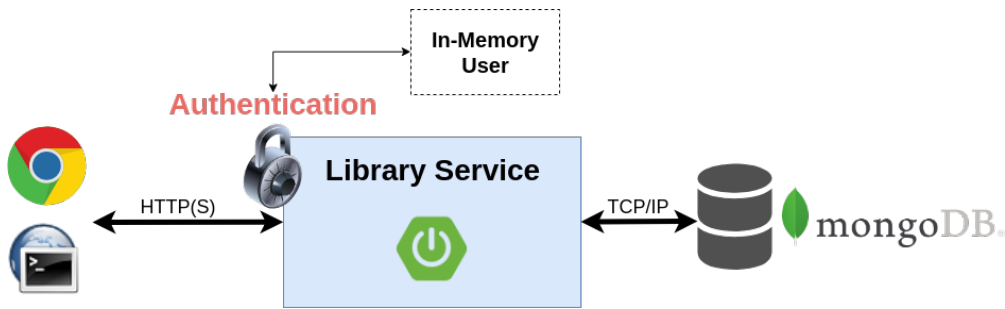 In-Memory
User
Authentication
Library Service
HTTP(S)
TCP/IP
>_
mongoDB®